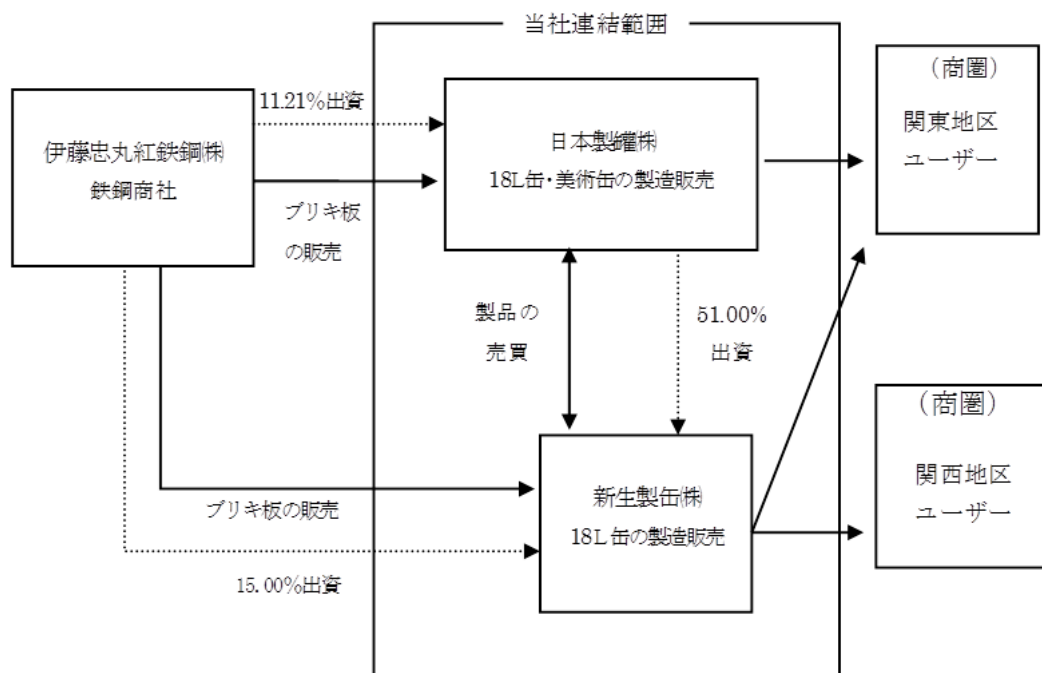 当社連結範囲
11.21%出資
伊藤忠丸紅鉄鋼㈱
鉄鋼商社
日本製罐㈱
18L缶・美術缶の製造販売
（商圏）
関東地区
ユーザー
ブリキ板
の販売
製品の
売買
51.00%
出資
（商圏）
関西地区
ユーザー
ブリキ板の販売
新生製缶㈱
18L缶の製造販売
15.00%出資